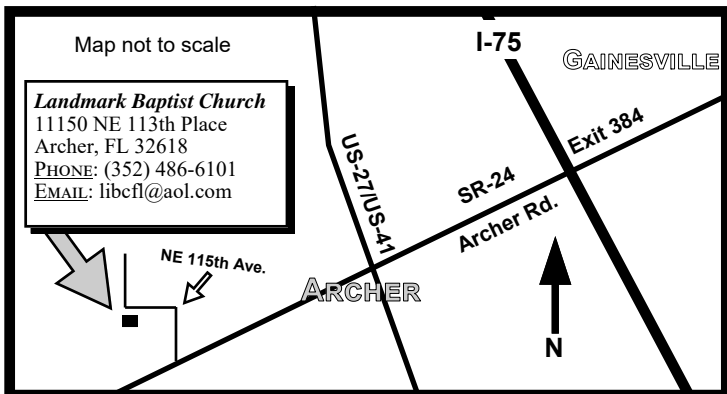 Map not to scale
I-75
GAINESVILLE
Landmark Baptist Church
11150 NE 113th Place
Archer, FL 32618
PHONE: (352) 486-6101
EMAIL: libcfl@aol.com
US-27/US-41
SR-24
Exit 384
Archer Rd.
NE 115th Ave.
ARCHER
N